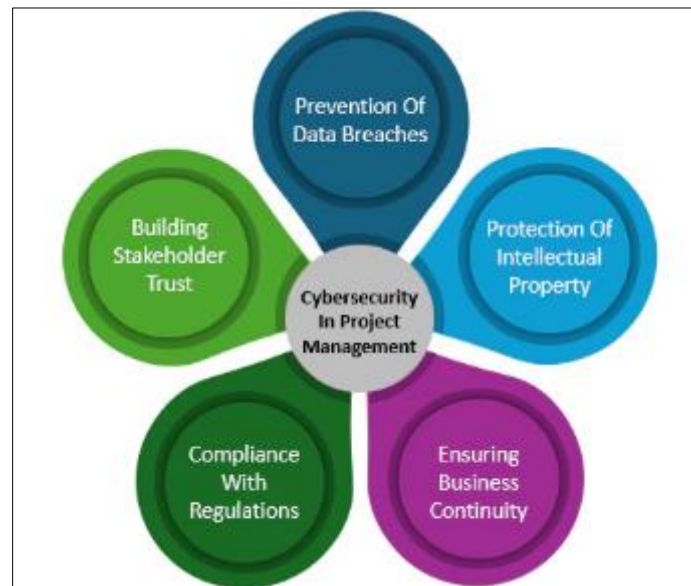 Prevention Of
Data Breaches
Building
Stakeholder
Trust
Protection Of
Intellectual
Property
Cybersecurity
In Project
Management
Compliance
With
Regulations
Ensuring
Business
Continuity